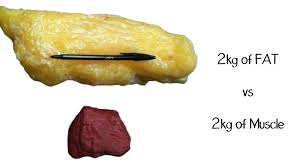 2kg of FAT
vs
2kg of Muscle